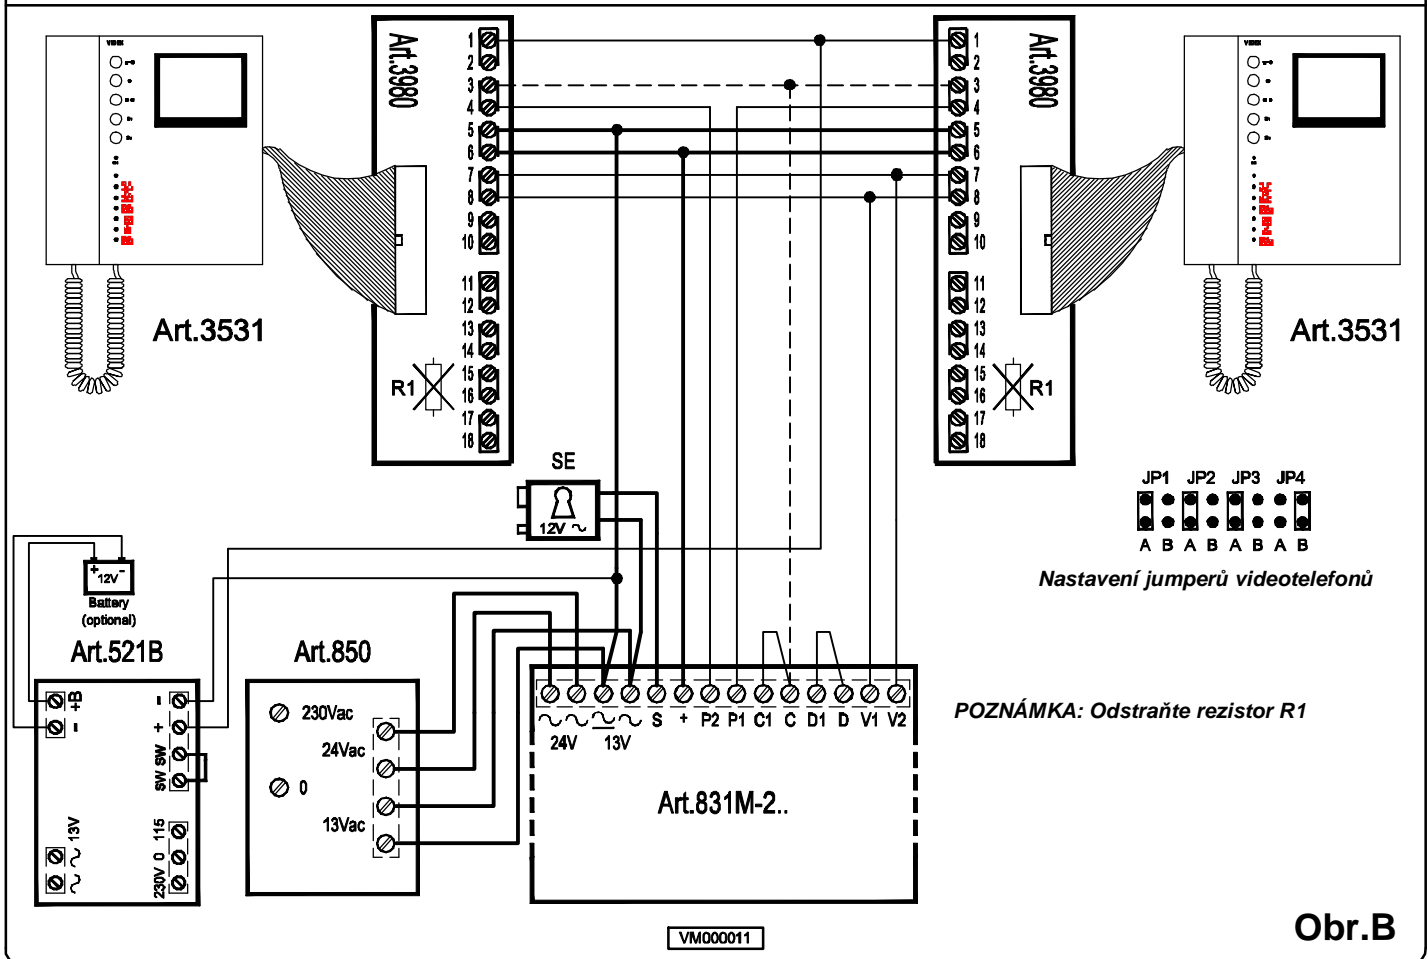 VIDEX
Art.3531
Art.3980
1
2
3
4
5
6
7
8
9
10
11
12
13
14
15
16
17
18
R1
1
2
3
4
5
6
7
8
9
10
11
12
13
14
15
16
17
18
Art.3980
R1
VIDEX
Art.3531
SE
12V ~
JP1 JP2 JP3 JP4
A B A B A B A B
Nastavení jumperů videotelefonů
+ 12V -
Battery
(optional)
Art.521B
+B
-
-
+
SW SW
13V
~
~
230V 0 115
Art.850
230Vac
24Vac
0
13Vac
~ ~ ~ ~ S + P2 P1 C1 C D1 D V1 V2
24V 13V
Art.831M-2..
POZNÁMKA: Odstraňte rezistor R1
VM000011
Obr.B